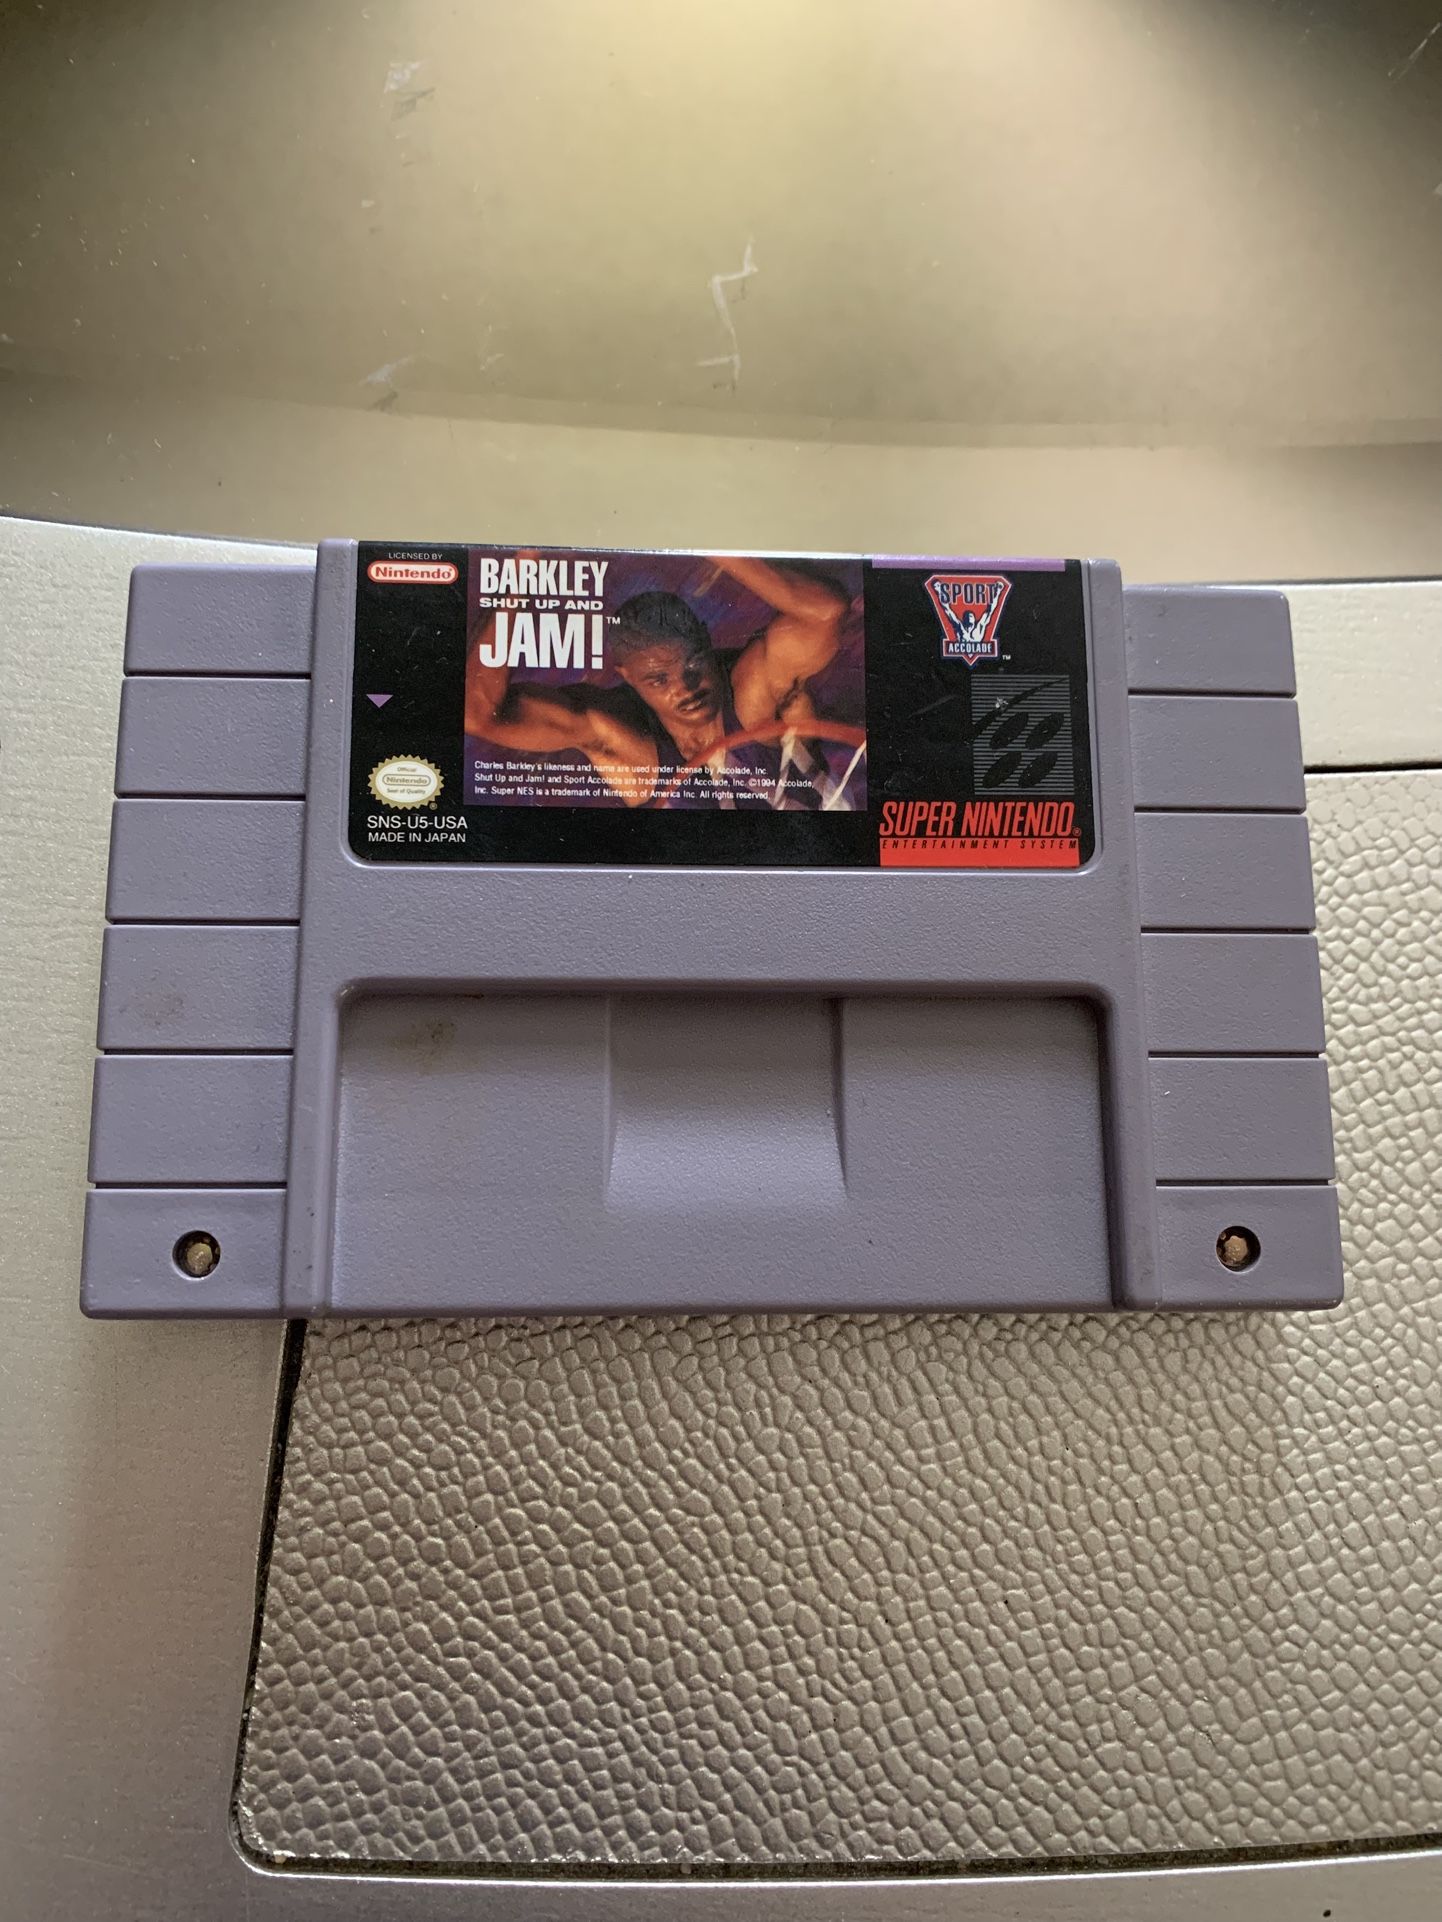 LICENSED BY
Nintendo®
BARKLEY
SHUT UP AND
JAM!™
SPORT
ACCOLADE
™
Charles Barkley's likeness and name are used under license by Accolade, Inc.
Shut Up and Jam! and Sport Accolade are trademarks of Accolade, Inc. ©1994 Accolade,
Inc. Super NES is a trademark of Nintendo of America Inc. All rights reserved.
Official
Nintendo
Seal of Quality
®
SNS-U5-USA
MADE IN JAPAN
SUPER NINTENDO®
ENTERTAINMENT SYSTEM